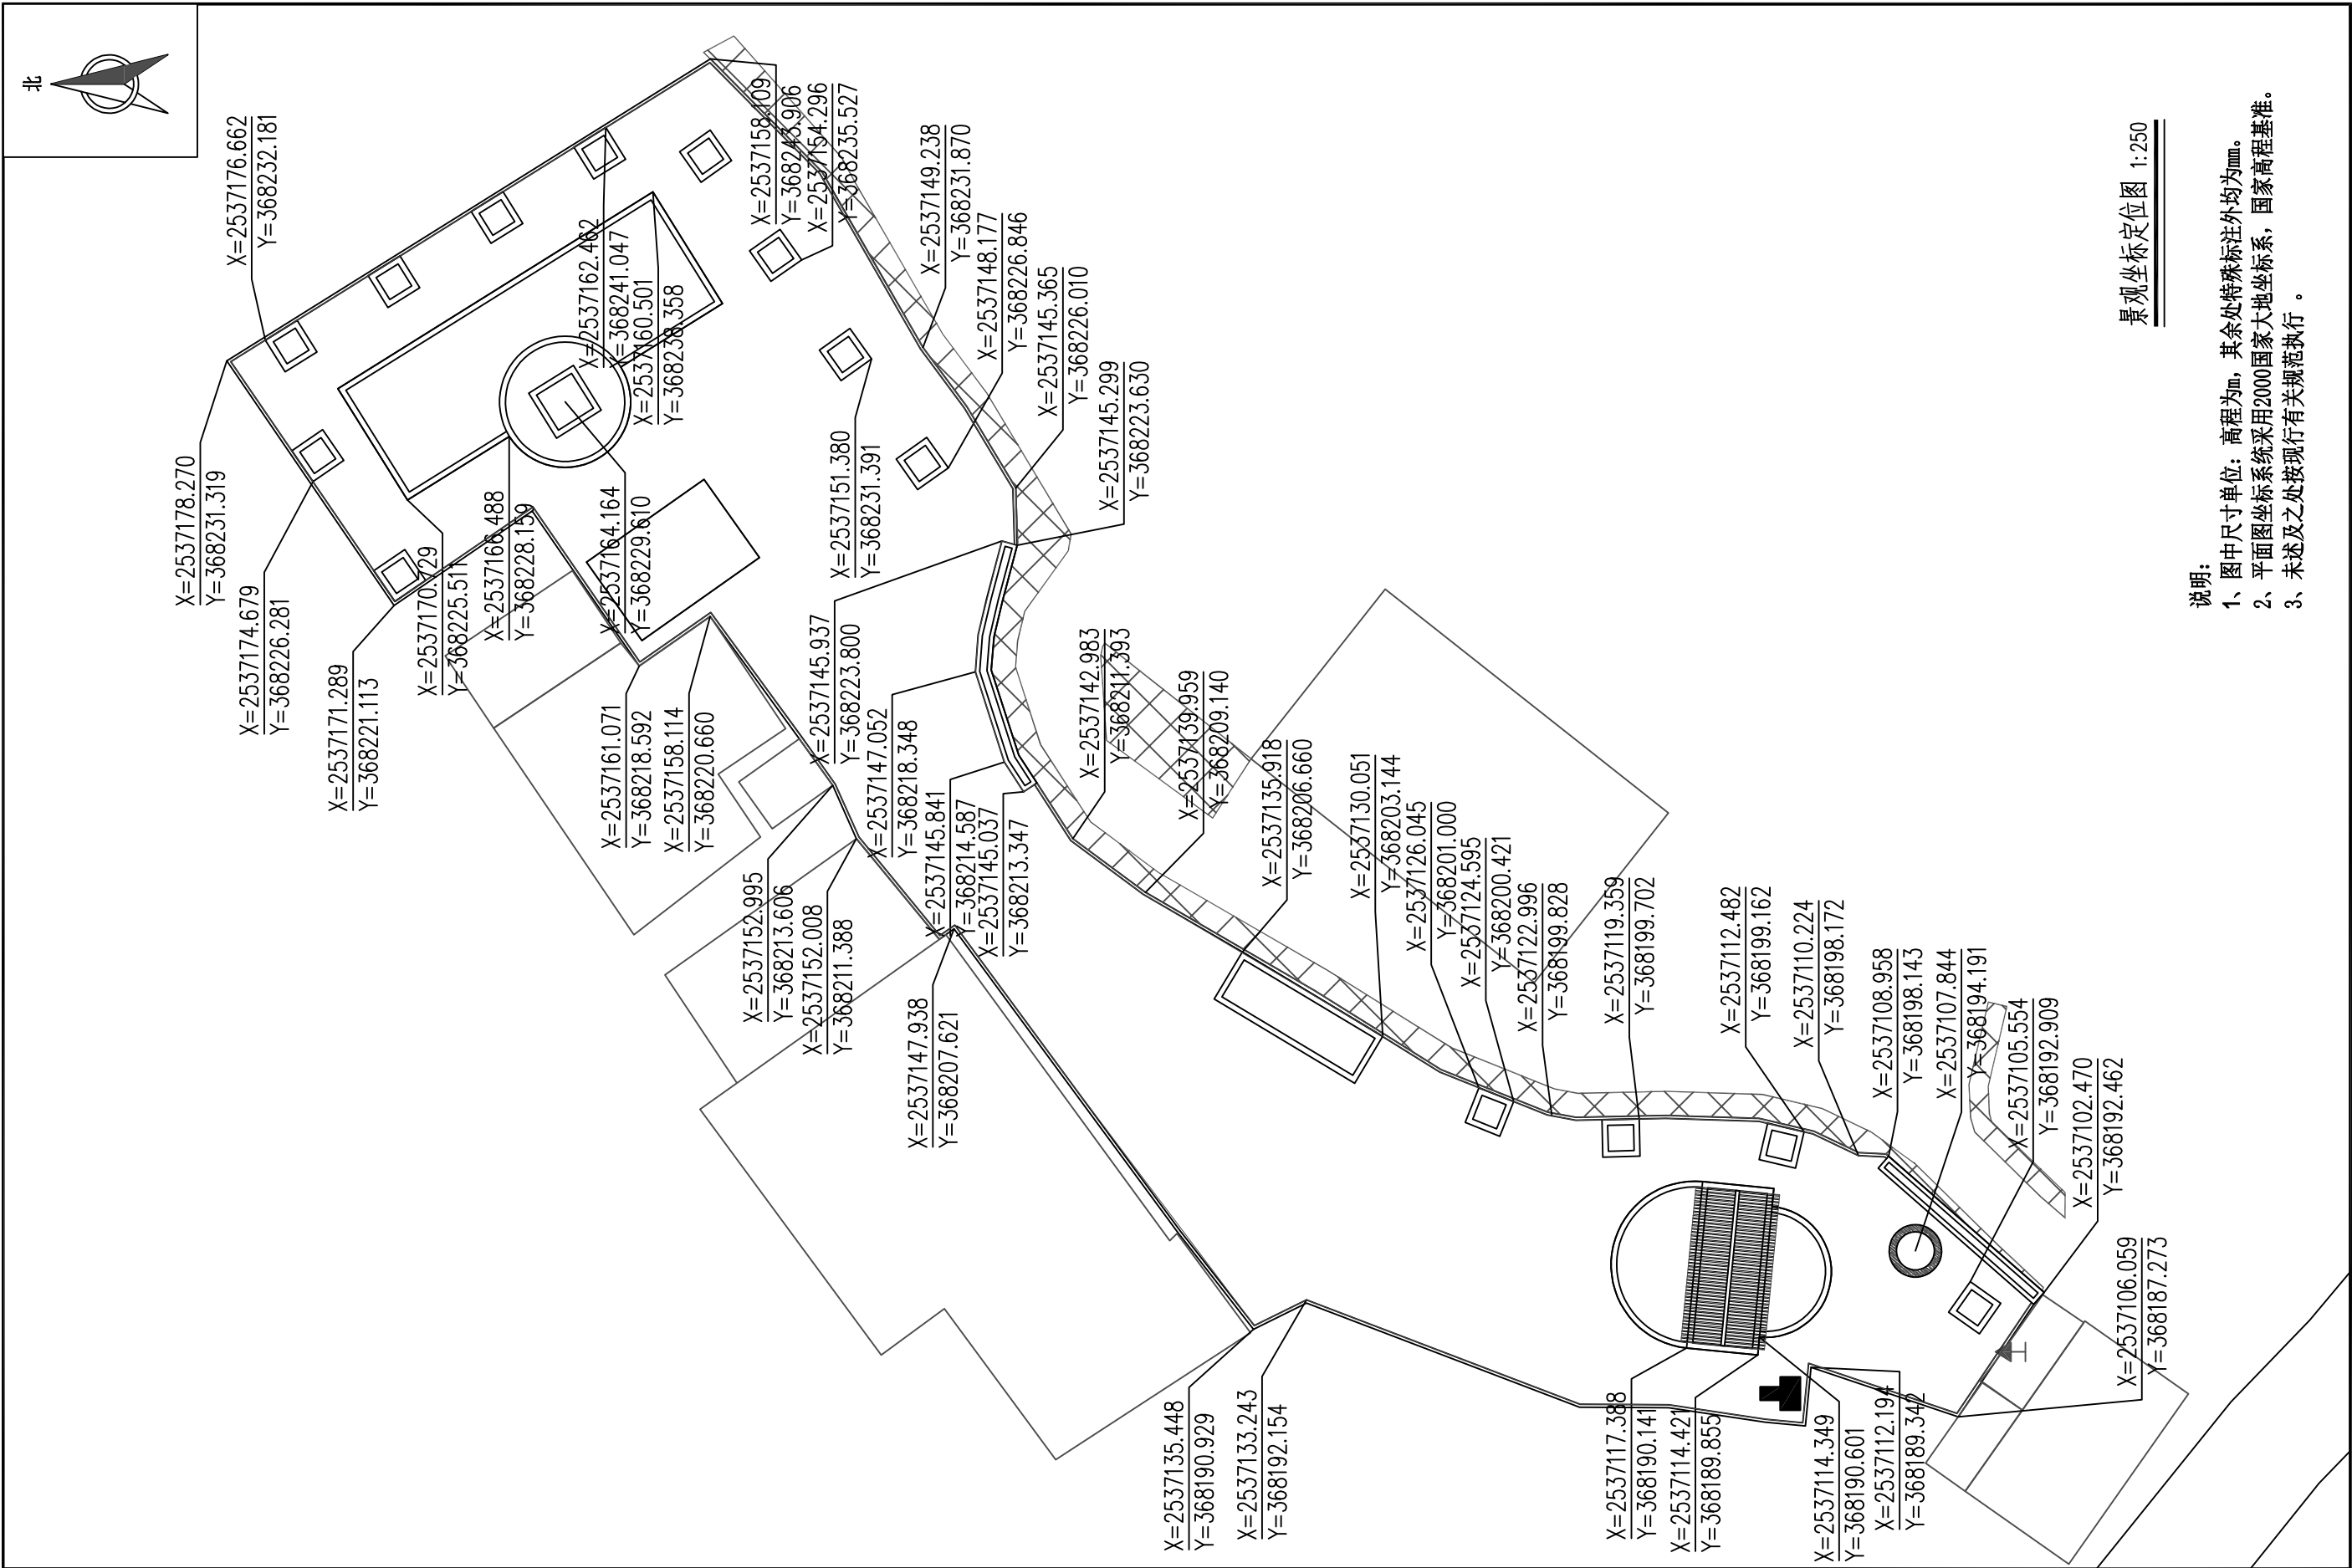 北
X=2537176.662
Y=368232.181
X=2537178.270
Y=368231.319
X=2537174.679
Y=368226.281
X=2537171.289
Y=368221.113
X=2537170.729
Y=368225.511
X=2537166.488
Y=368228.159
X=2537164.164
Y=368229.610
X=2537162.462
Y=368241.047
X=2537160.501
Y=368238.358
X=2537158.109
Y=368243.906
X=2537154.296
Y=368235.527
X=2537149.238
Y=368231.870
X=2537148.177
Y=368226.846
X=2537145.365
Y=368226.010
X=2537145.299
Y=368223.630
X=2537151.380
Y=368231.391
X=2537161.071
Y=368218.592
X=2537158.114
Y=368220.660
X=2537145.937
Y=368223.800
X=2537147.052
Y=368218.348
X=2537145.841
Y=368214.587
X=2537145.037
Y=368213.347
X=2537152.995
Y=368213.606
X=2537152.008
Y=368211.388
X=2537147.938
Y=368207.621
X=2537142.983
Y=368211.393
X=2537139.959
Y=368209.140
X=2537135.918
Y=368206.660
X=2537130.051
Y=368203.144
X=2537126.045
Y=368201.000
X=2537124.595
Y=368200.421
X=2537122.996
Y=368199.828
X=2537119.359
Y=368199.702
X=2537112.482
Y=368199.162
X=2537110.224
Y=368198.172
X=2537108.958
Y=368198.143
X=2537107.844
Y=368194.191
X=2537105.554
Y=368192.909
X=2537102.470
Y=368192.462
X=2537106.059
Y=368187.273
X=2537135.448
Y=368190.929
X=2537133.243
Y=368192.154
X=2537117.388
Y=368190.141
X=2537114.421
Y=368189.855
X=2537114.349
Y=368190.601
X=2537112.194
Y=368189.342
景观坐标定位图 1:250
说明：
1、图中尺寸单位：高程为m，其余处特殊标注外均为mm。
2、平面图坐标系统采用2000国家大地坐标系，国家高程基准。
3、未述及之处按现行有关规范执行 。